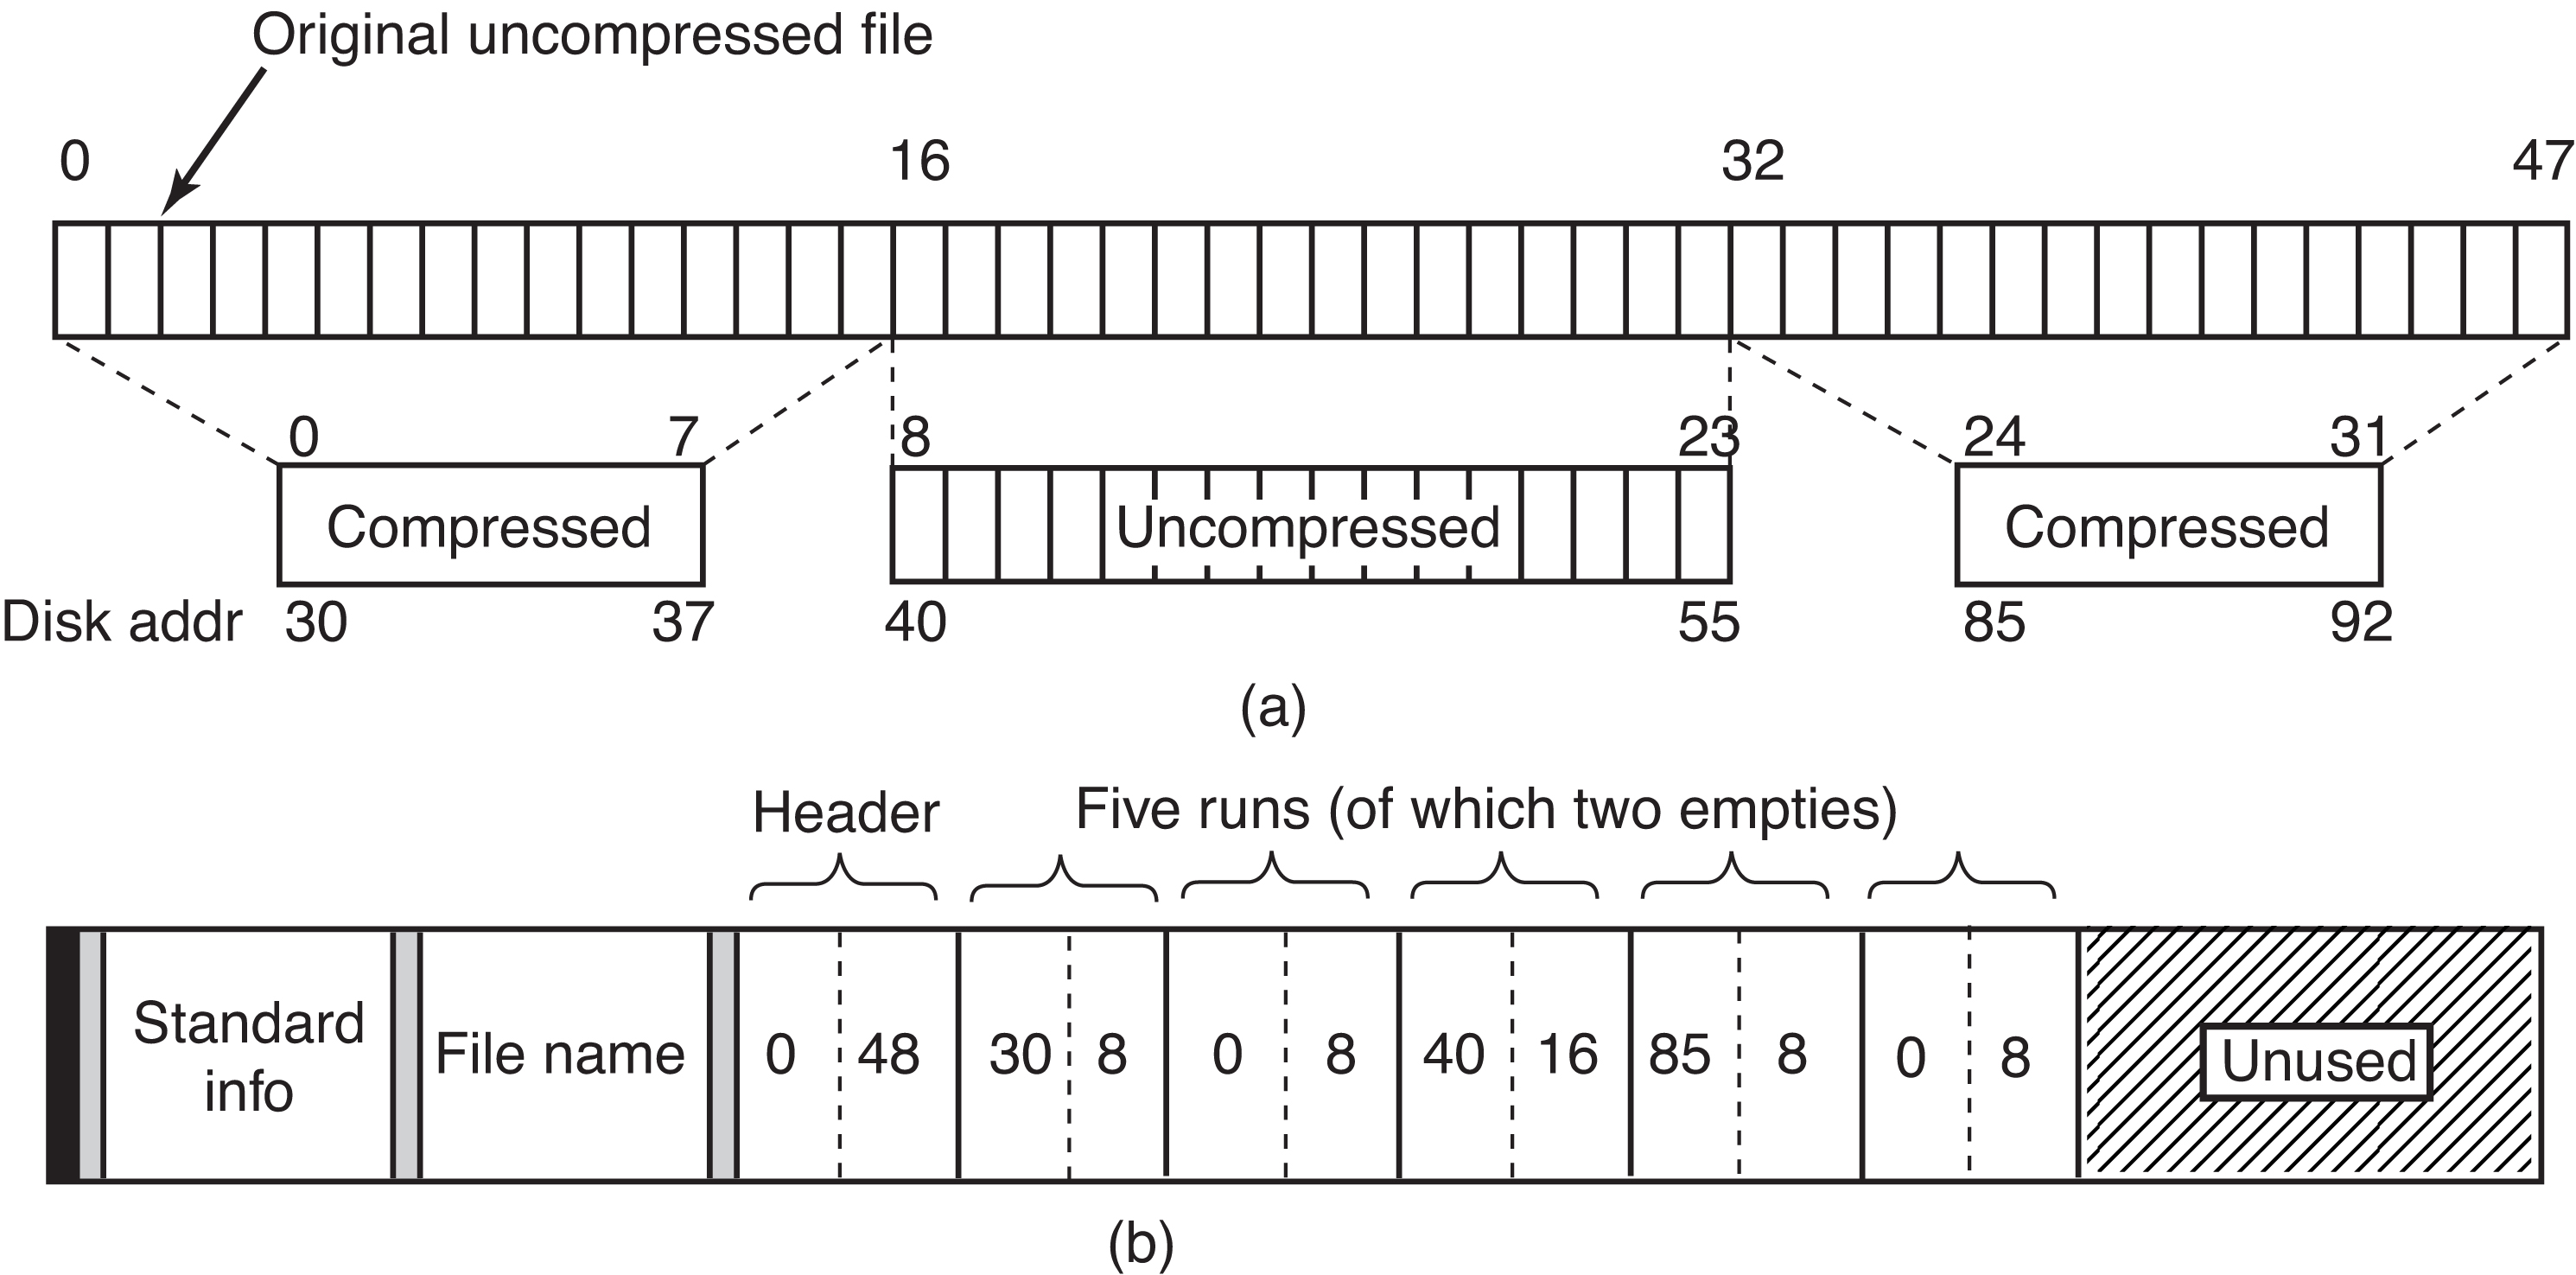 Original uncompressed file
0 16 32 47
0 7 8 23 24 31
Compressed Uncompressed Compressed
Disk addr 30 37 40 55 85 92
(a)
Header Five runs (of which two empties)
Standard
info
File name 0 48 30 8 0 8 40 16 85 8 0 8 Unused
(b)